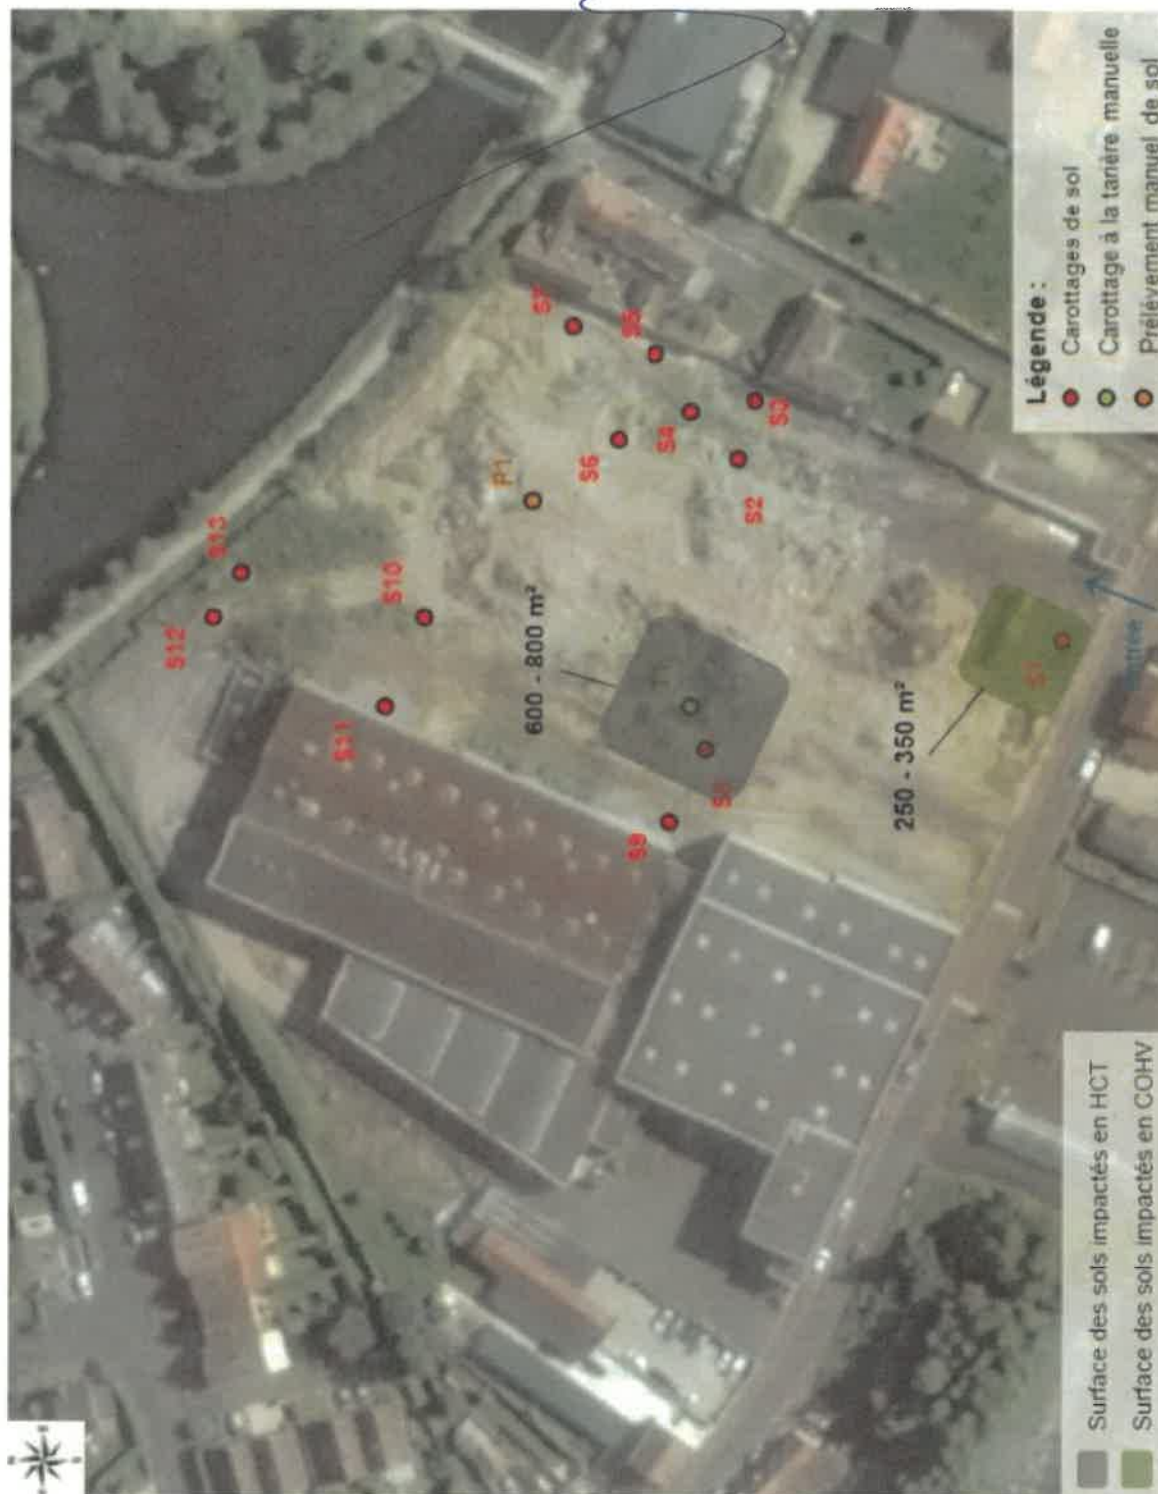 S12
S13
S11
S10
P1
S7
S5
S6
S4
S3
S2
S9
S1
600 - 800 m²
250 - 350 m²
entrée
Légende :
Carottages de sol
Carottage à la tarière manuelle
Prélèvement manuel de sol
Surface des sols impactés en HCT
Surface des sols impactés en COHV